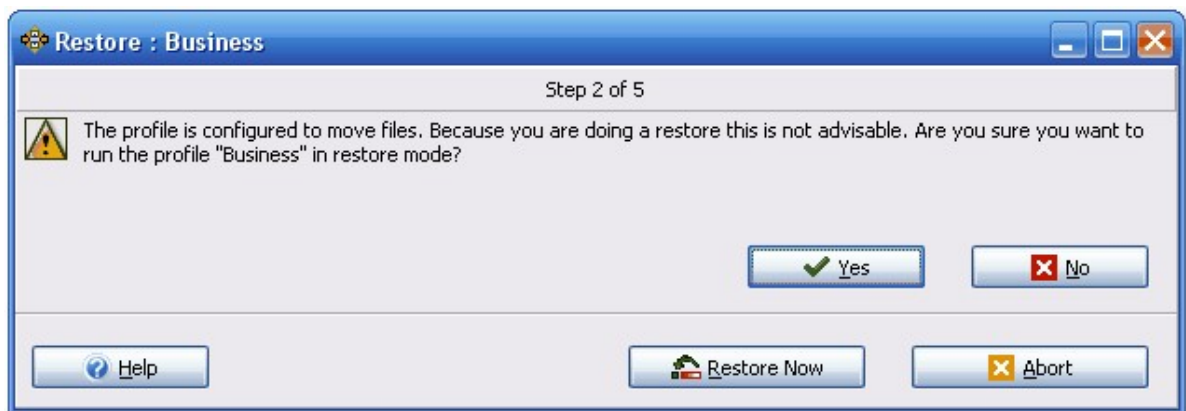 Restore : Business
Step 2 of 5
The profile is configured to move files. Because you are doing a restore this is not advisable. Are you sure you want to
run the profile "Business" in restore mode?
Yes
No
Help
Restore Now
Abort